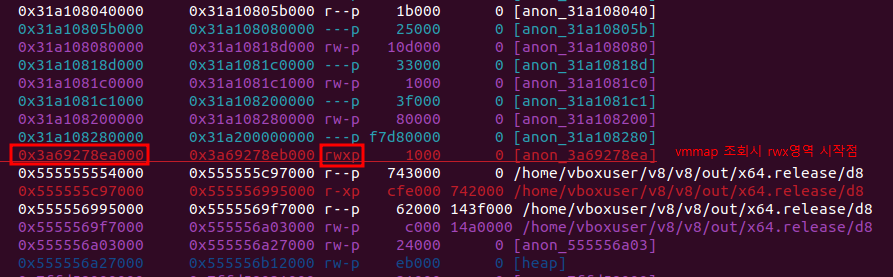 0x31a108040000 0x31a10805b000 r--p 1b000 0 [anon_31a108040]
0x31a10805b000 0x31a108080000 ---p 25000 0 [anon_31a10805b]
0x31a108080000 0x31a10818d000 rw-p 10d000 0 [anon_31a108080]
0x31a10818d000 0x31a1081c0000 ---p 33000 0 [anon_31a10818d]
0x31a1081c0000 0x31a1081c1000 rw-p 1000 0 [anon_31a1081c0]
0x31a1081c1000 0x31a108200000 ---p 3f000 0 [anon_31a1081c1]
0x31a108200000 0x31a108280000 rw-p 80000 0 [anon_31a108200]
0x31a108280000 0x31a200000000 ---p f7d80000 0 [anon_31a108280]
0x3a69278ea000 0x3a69278eb000 rwxp 1000 0 [anon_3a69278ea] vmmap 조회시 rwx영역 시작점
0x555555554000 0x555555c97000 r--p 743000 0 /home/vboxuser/v8/v8/out/x64.release/d8
0x555555c97000 0x555556995000 r-xp cfe000 742000 /home/vboxuser/v8/v8/out/x64.release/d8
0x555556995000 0x5555569f7000 r--p 62000 143f000 /home/vboxuser/v8/v8/out/x64.release/d8
0x5555569f7000 0x555556a03000 rw-p c000 14a0000 /home/vboxuser/v8/v8/out/x64.release/d8
0x555556a03000 0x555556a27000 rw-p 24000 0 [anon_555556a03]
0x555556a27000 0x555556b12000 rw-p eb000 0 [heap]